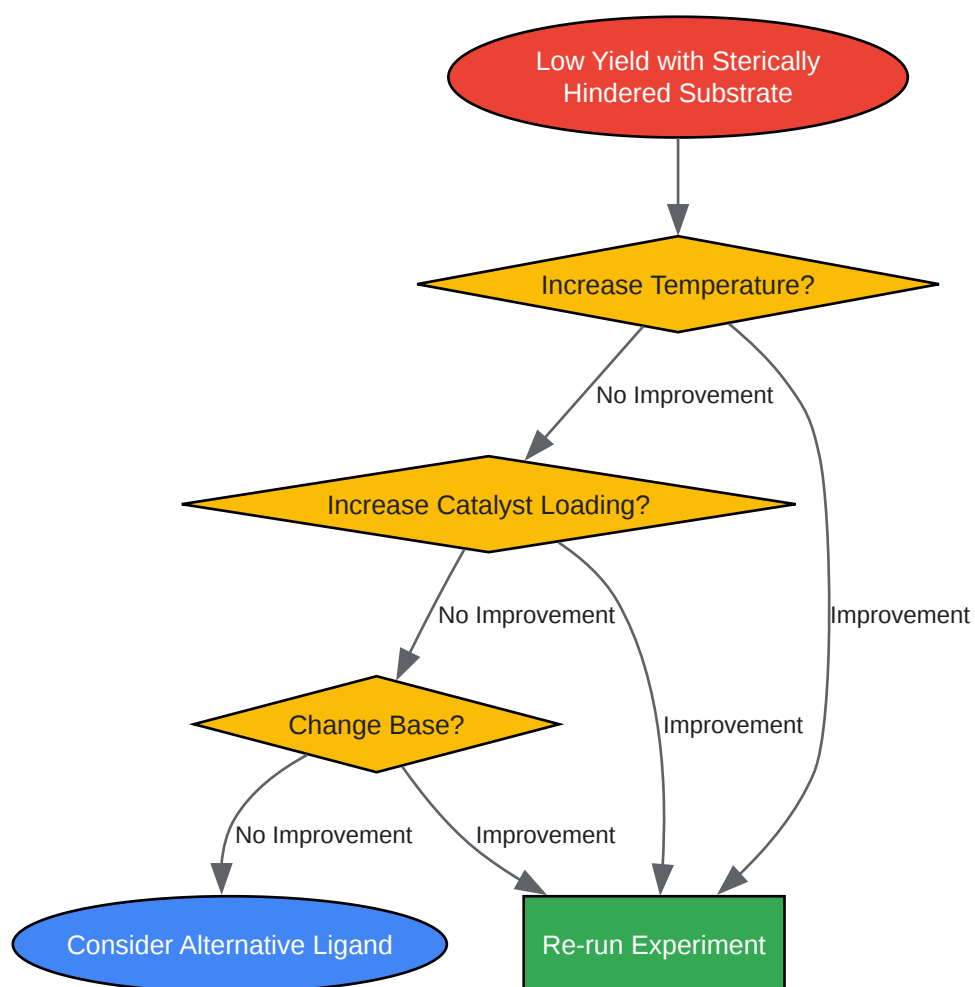 Low Yield with Sterically
Hindered Substrate
Increase Temperature?
No Improvement
Increase Catalyst Loading?
No Improvement
Improvement
Change Base?
Improvement
No Improvement
Improvement
Consider Alternative Ligand
Re-run Experiment